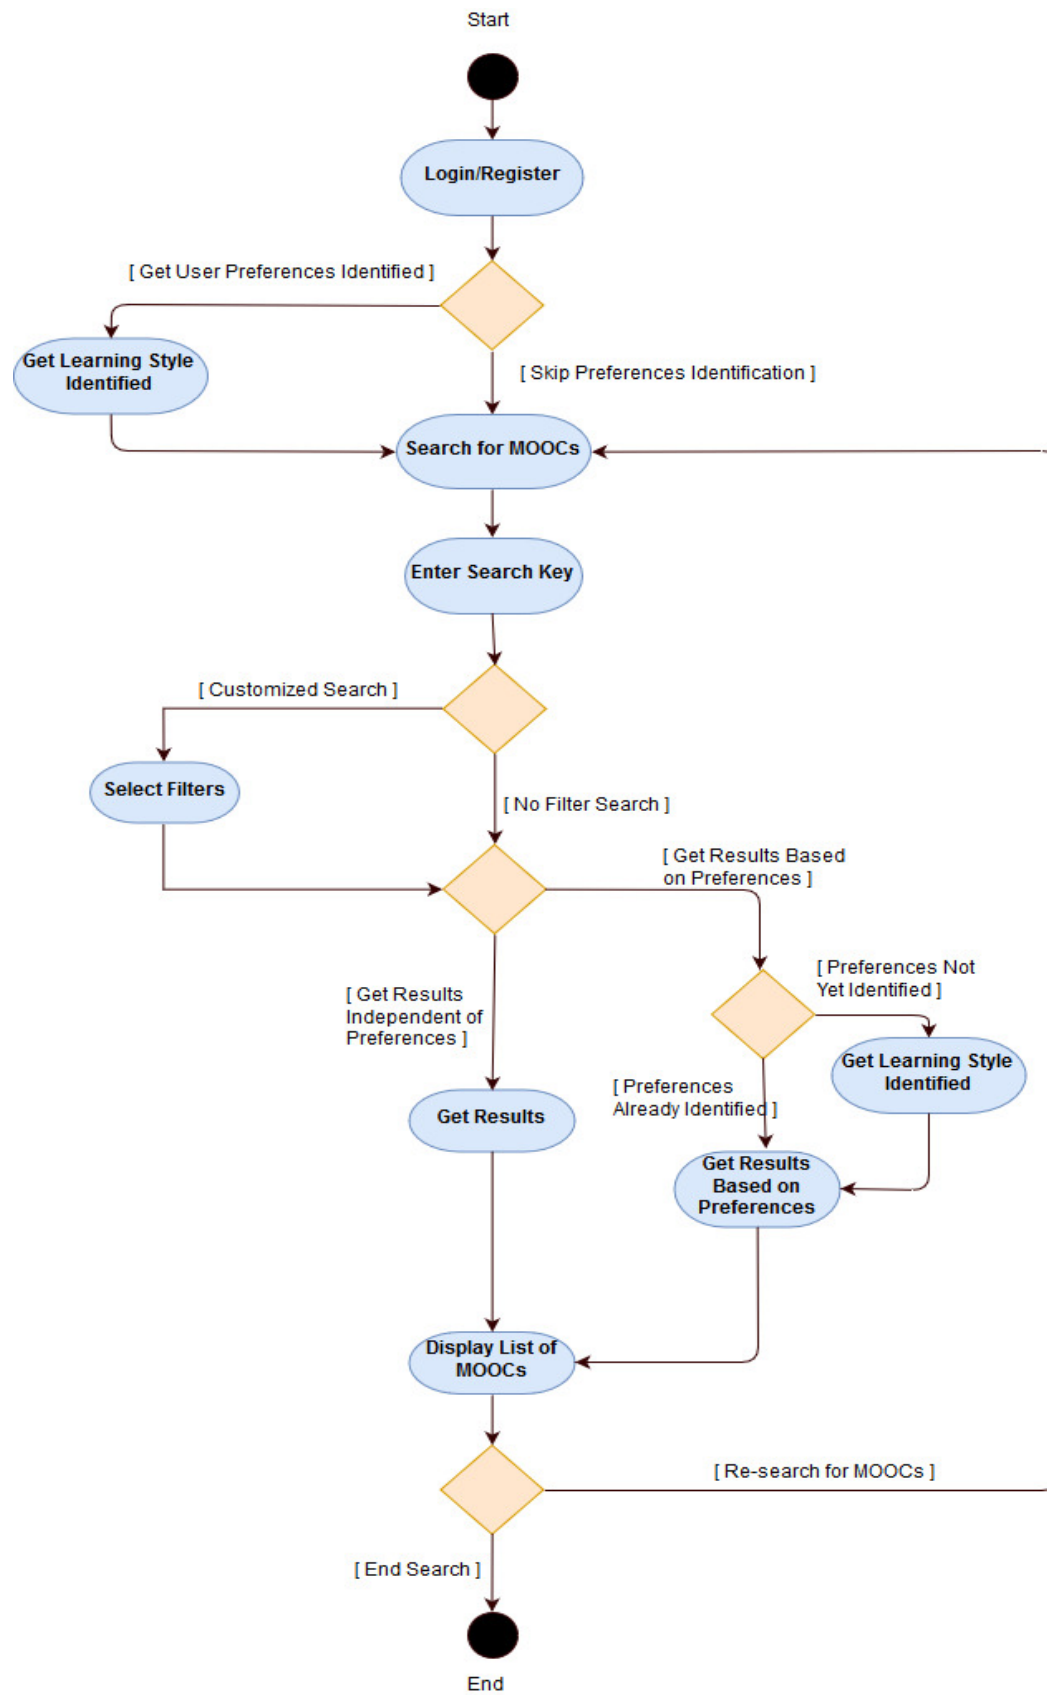 Start
Login/Register
[ Get User Preferences Identified ]
Get Learning Style
Identified
[ Skip Preferences Identification ]
Search for MOOCs
Enter Search Key
[ Customized Search ]
Select Filters
[ No Filter Search ]
[ Get Results Based
on Preferences ]
[ Preferences Not
Yet Identified ]
[ Get Results
Independent of
Preferences ]
Get Learning Style
Identified
[ Preferences
Already Identified ]
Get Results
Get Results
Based on
Preferences
Display List of
MOOCs
[ Re-search for MOOCs ]
[ End Search ]
End